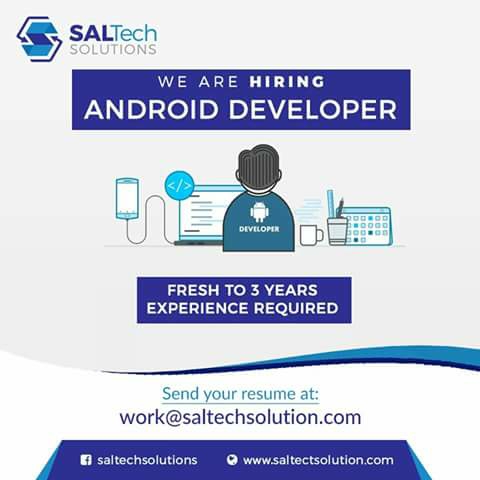 SALTech
SOLUTIONS
WE ARE HIRING
ANDROID DEVELOPER
</>
DEVELOPER
FRESH TO 3 YEARS
EXPERIENCE REQUIRED
Send your resume at:
work@saltechsolution.com
saltechsolutions
www.saltectsolution.com